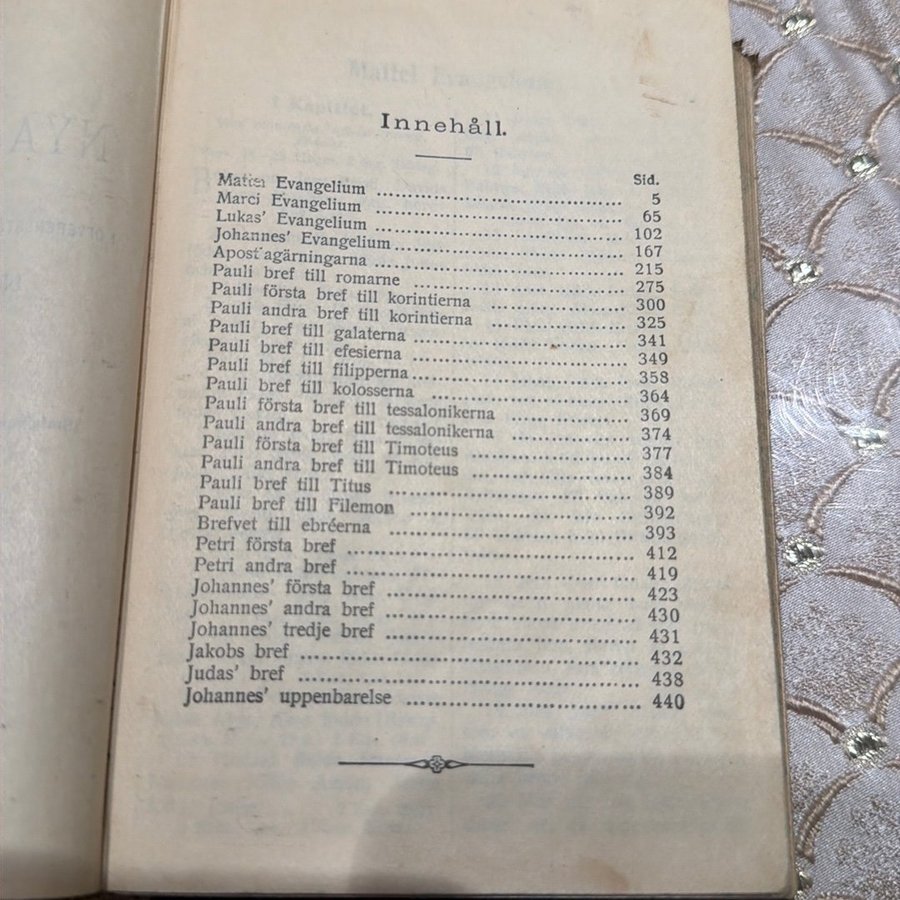 Innehåll.
Sid.
Mattei Evangelium ........ 5
Marci Evangelium ........ 65
Lukas' Evangelium ........ 102
Johannes' Evangelium ........ 167
Apostlagärningarna ........ 215
Pauli bref till romarne ........ 275
Pauli första bref till korintierna ........ 300
Pauli andra bref till korintierna ........ 325
Pauli bref till galaterna ........ 341
Pauli bref till efesierna ........ 349
Pauli bref till filipperna ........ 358
Pauli bref till kolosserna ........ 364
Pauli första bref till tessalonikerna ........ 369
Pauli andra bref till tessalonikerna ........ 374
Pauli första bref till Timoteus ........ 377
Pauli andra bref till Timoteus ........ 384
Pauli bref till Titus ........ 389
Pauli bref till Filemon ........ 392
Brefvet till ebréerna ........ 393
Petri första bref ........ 412
Petri andra bref ........ 419
Johannes' första bref ........ 423
Johannes' andra bref ........ 430
Johannes' tredje bref ........ 431
Jakobs bref ........ 432
Judas' bref ........ 438
Johannes' uppenbarelse ........ 440